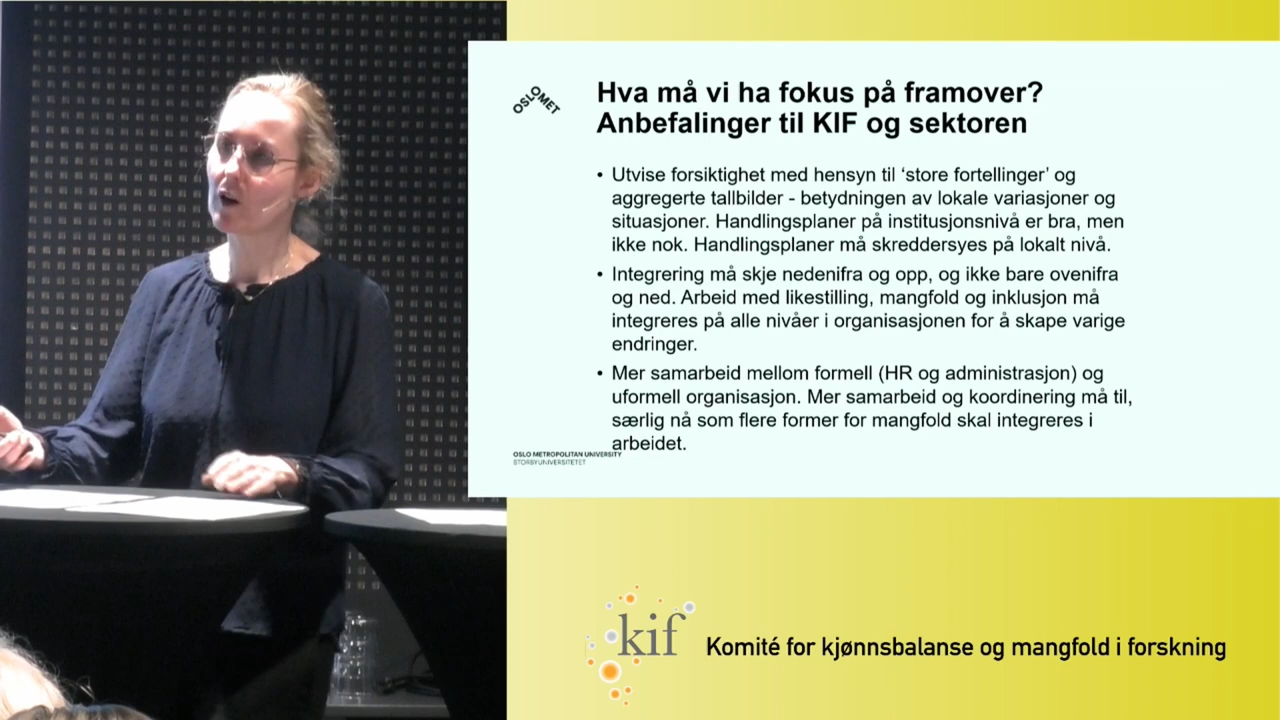 OSLOMET
Hva må vi ha fokus på framover?
Anbefalinger til KIF og sektoren
• Utvise forsiktighet med hensyn til ‘store fortellinger’ og
aggregerte tallbilder - betydningen av lokale variasjoner og
situasjoner. Handlingsplaner på institusjonsnivå er bra, men
ikke nok. Handlingsplaner må skreddersyes på lokalt nivå.
• Integrering må skje nedenifra og opp, og ikke bare ovenifra
og ned. Arbeid med likestilling, mangfold og inklusjon må
integreres på alle nivåer i organisasjonen for å skape varige
endringer.
• Mer samarbeid mellom formell (HR og administrasjon) og
uformell organisasjon. Mer samarbeid og koordinering må til,
særlig nå som flere former for mangfold skal integreres i
arbeidet.
OSLO METROPOLITAN UNIVERSITY
STORBYUNIVERSITETET
kif
Komité for kjønnsbalanse og mangfold i forskning